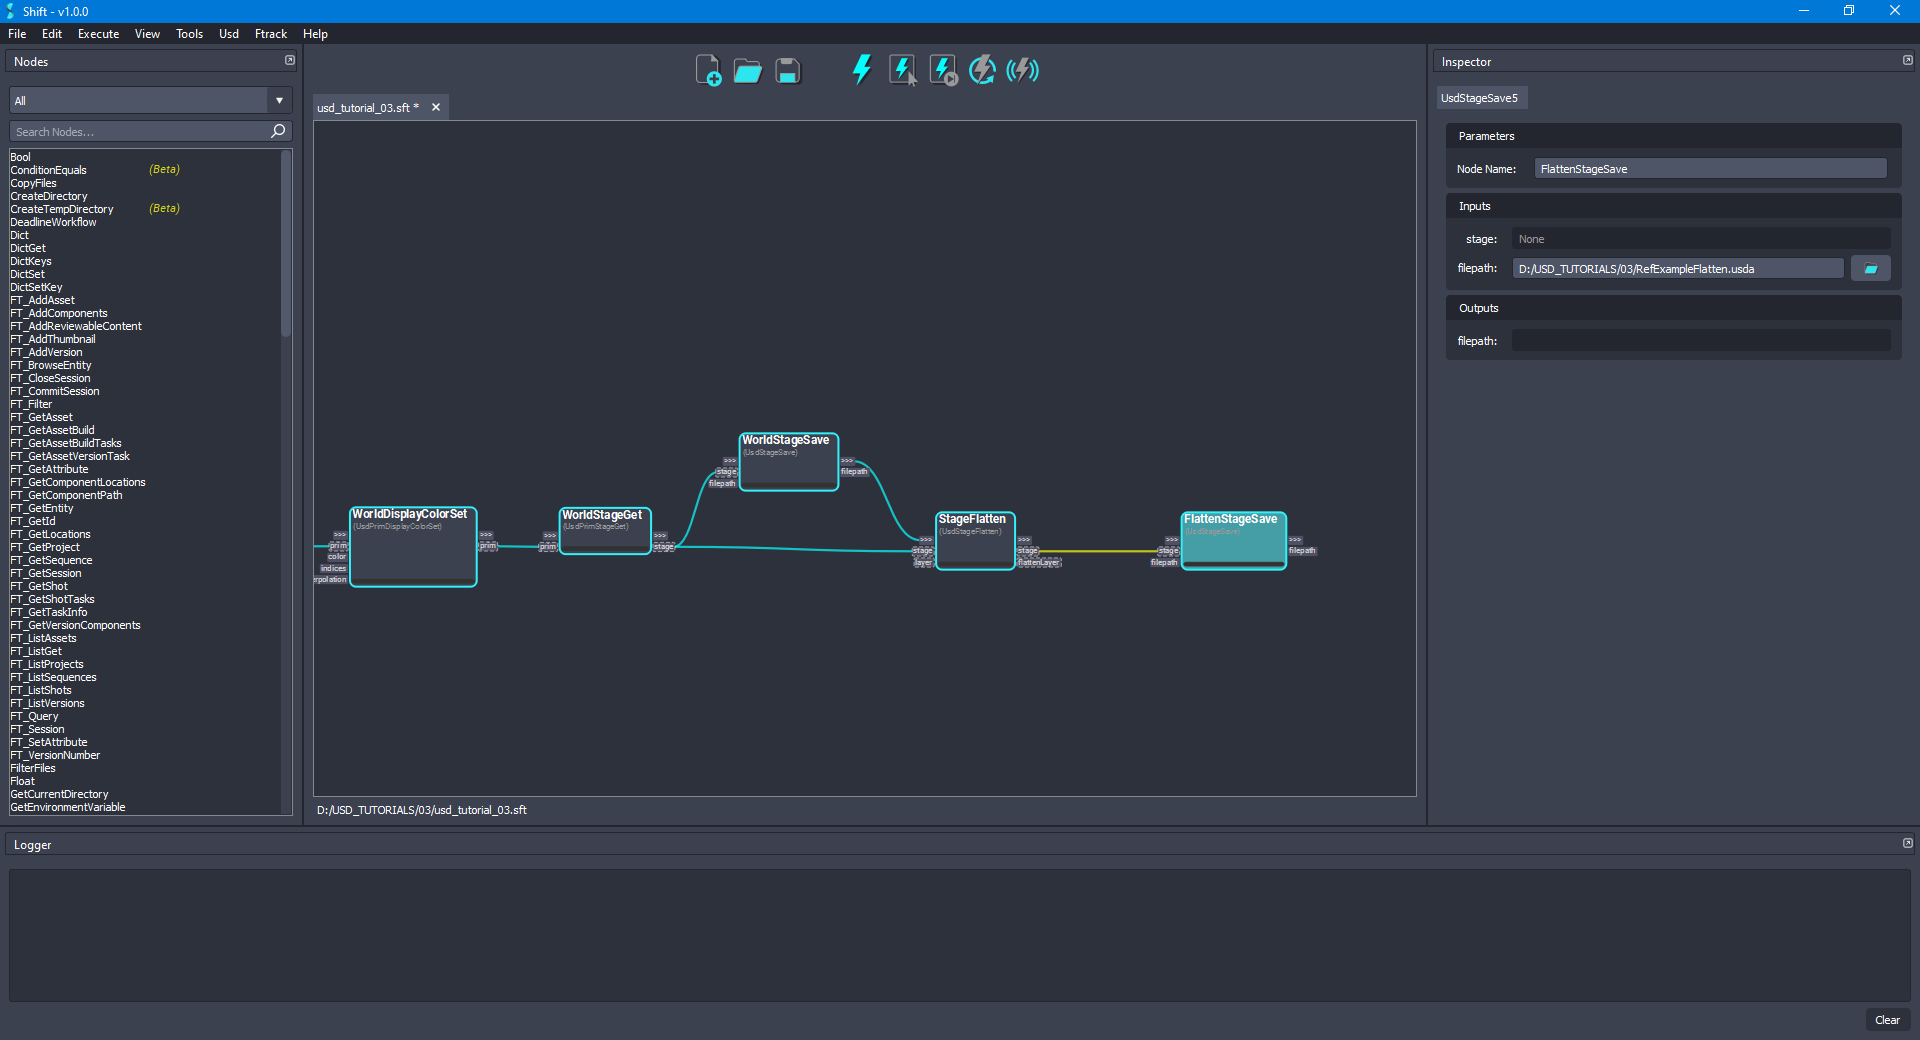 Shift - v1.0.0
File Edit Execute View Tools Usd Ftrack Help
Nodes
All
Search Nodes...
Bool
ConditionEquals (Beta)
CopyFiles
CreateDirectory
CreateTempDirectory (Beta)
DeadlineWorkflow
Dict
DictGet
DictKeys
DictSet
DictSetKey
FT_AddAsset
FT_AddComponents
FT_AddReviewableContent
FT_AddThumbnail
FT_AddVersion
FT_BrowseEntity
FT_CloseSession
FT_CommitSession
FT_Filter
FT_GetAsset
FT_GetAssetBuild
FT_GetAssetBuildTasks
FT_GetAssetVersionTask
FT_GetAttribute
FT_GetComponentLocations
FT_GetComponentPath
FT_GetEntity
FT_GetId
FT_GetLocations
FT_GetProject
FT_GetSequence
FT_GetSession
FT_GetShot
FT_GetShotTasks
FT_GetTaskInfo
FT_GetVersionComponents
FT_ListAssets
FT_ListGet
FT_ListProjects
FT_ListSequences
FT_ListShots
FT_ListVersions
FT_Query
FT_Session
FT_SetAttribute
FT_VersionNumber
FilterFiles
Float
GetCurrentDirectory
GetEnvironmentVariable
usd_tutorial_03.sft *
WorldDisplayColorSet
(UsdPrimDisplayColorSet)
>>>
prim
color
indices
erpolation
>>>
prim
WorldStageGet
(UsdPrimStageGet)
>>>
prim
>>>
stage
WorldStageSave
(UsdStageSave)
>>>
stage
filepath
>>>
filepath
StageFlatten
(UsdStageFlatten)
>>>
stage
layer
>>>
stage
flattenLayer
FlattenStageSave
(UsdStageSave)
>>>
stage
filepath
>>>
filepath
D:/USD_TUTORIALS/03/usd_tutorial_03.sft
Inspector
UsdStageSave5
Parameters
Node Name: FlattenStageSave
Inputs
stage: None
filepath: D:/USD_TUTORIALS/03/RefExampleFlatten.usda
Outputs
filepath:
Logger
Clear